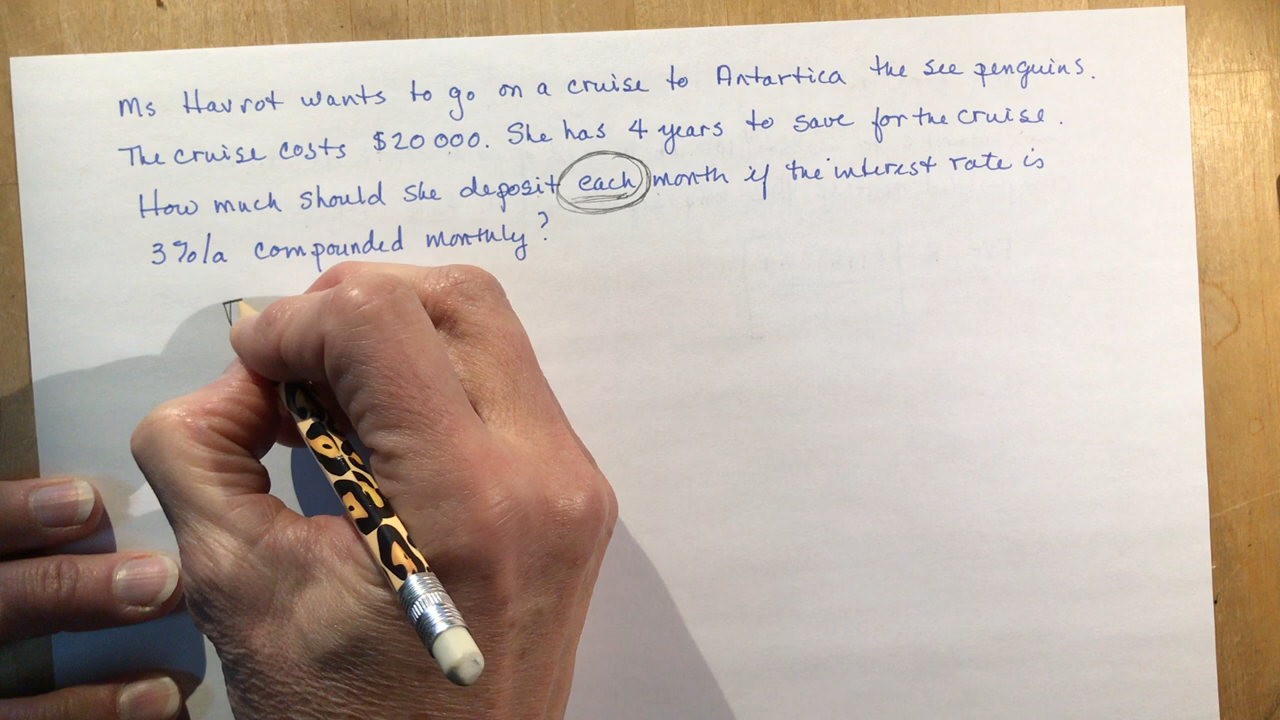 Ms Havrot wants to go on a cruise to Antartica the see penguins.
The cruise costs $20 000. She has 4 years to save for the cruise.
How much should she deposit each month if the interest rate is
3%/a compounded monthly?